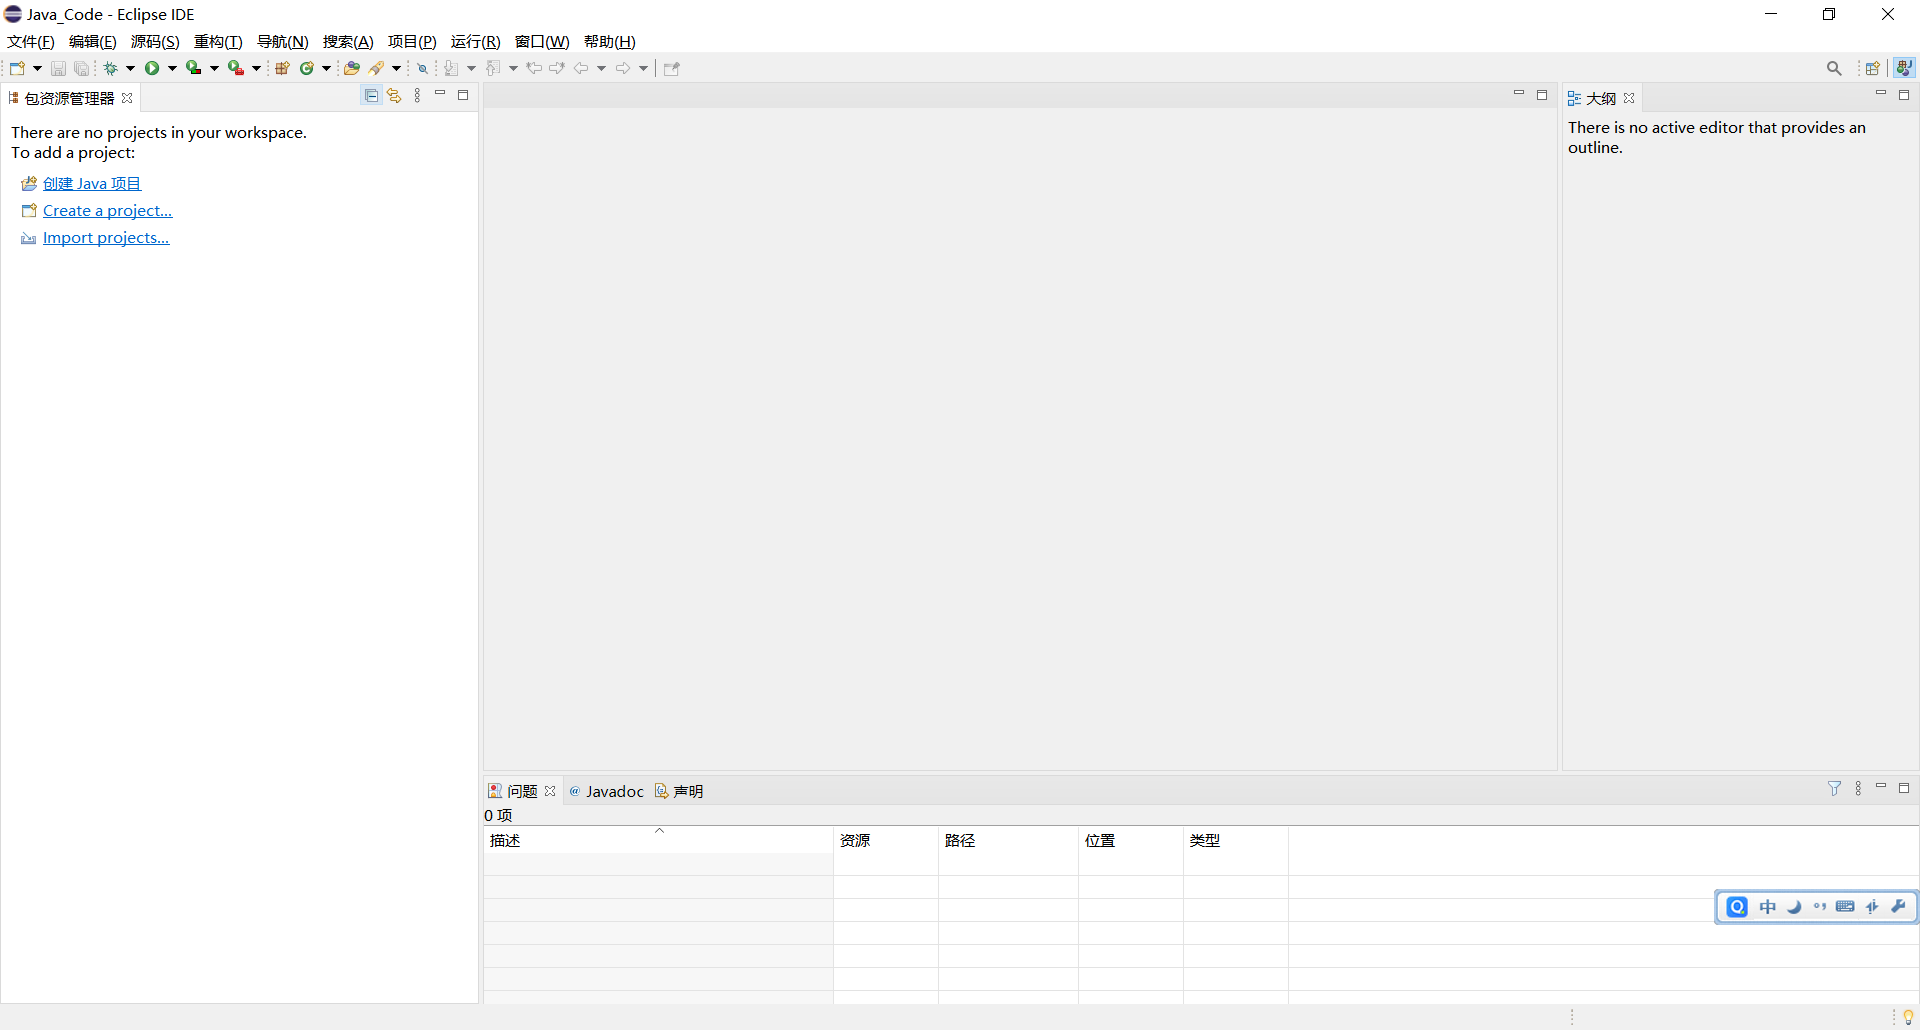 Java_Code - Eclipse IDE
文件(F) 编辑(E) 源码(S) 重构(T) 导航(N) 搜索(A) 项目(P) 运行(R) 窗口(W) 帮助(H)
包资源管理器
There are no projects in your workspace.
To add a project:
创建 Java 项目
Create a project...
Import projects...
大纲
There is no active editor that provides an
outline.
问题 @ Javadoc 声明
0 项
描述 资源 路径 位置 类型
中